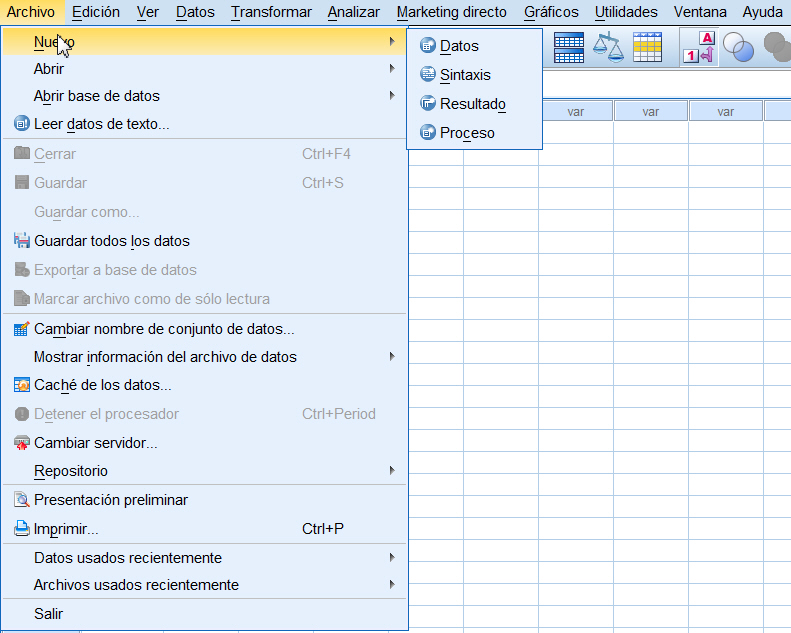 Archivo Edición Ver Datos Transformar Analizar Marketing directo Gráficos Utilidades Ventana Ayuda
Nuevo
Abrir
Abrir base de datos
Leer datos de texto...
Cerrar Ctrl+F4
Guardar Ctrl+S
Guardar como...
Guardar todos los datos
Exportar a base de datos
Marcar archivo como de sólo lectura
Cambiar nombre de conjunto de datos...
Mostrar información del archivo de datos
Caché de los datos...
Detener el procesador Ctrl+Period
Cambiar servidor...
Repositorio
Presentación preliminar
Imprimir... Ctrl+P
Datos usados recientemente
Archivos usados recientemente
Salir
Datos
Sintaxis
Resultado
Proceso
A
1
var var var